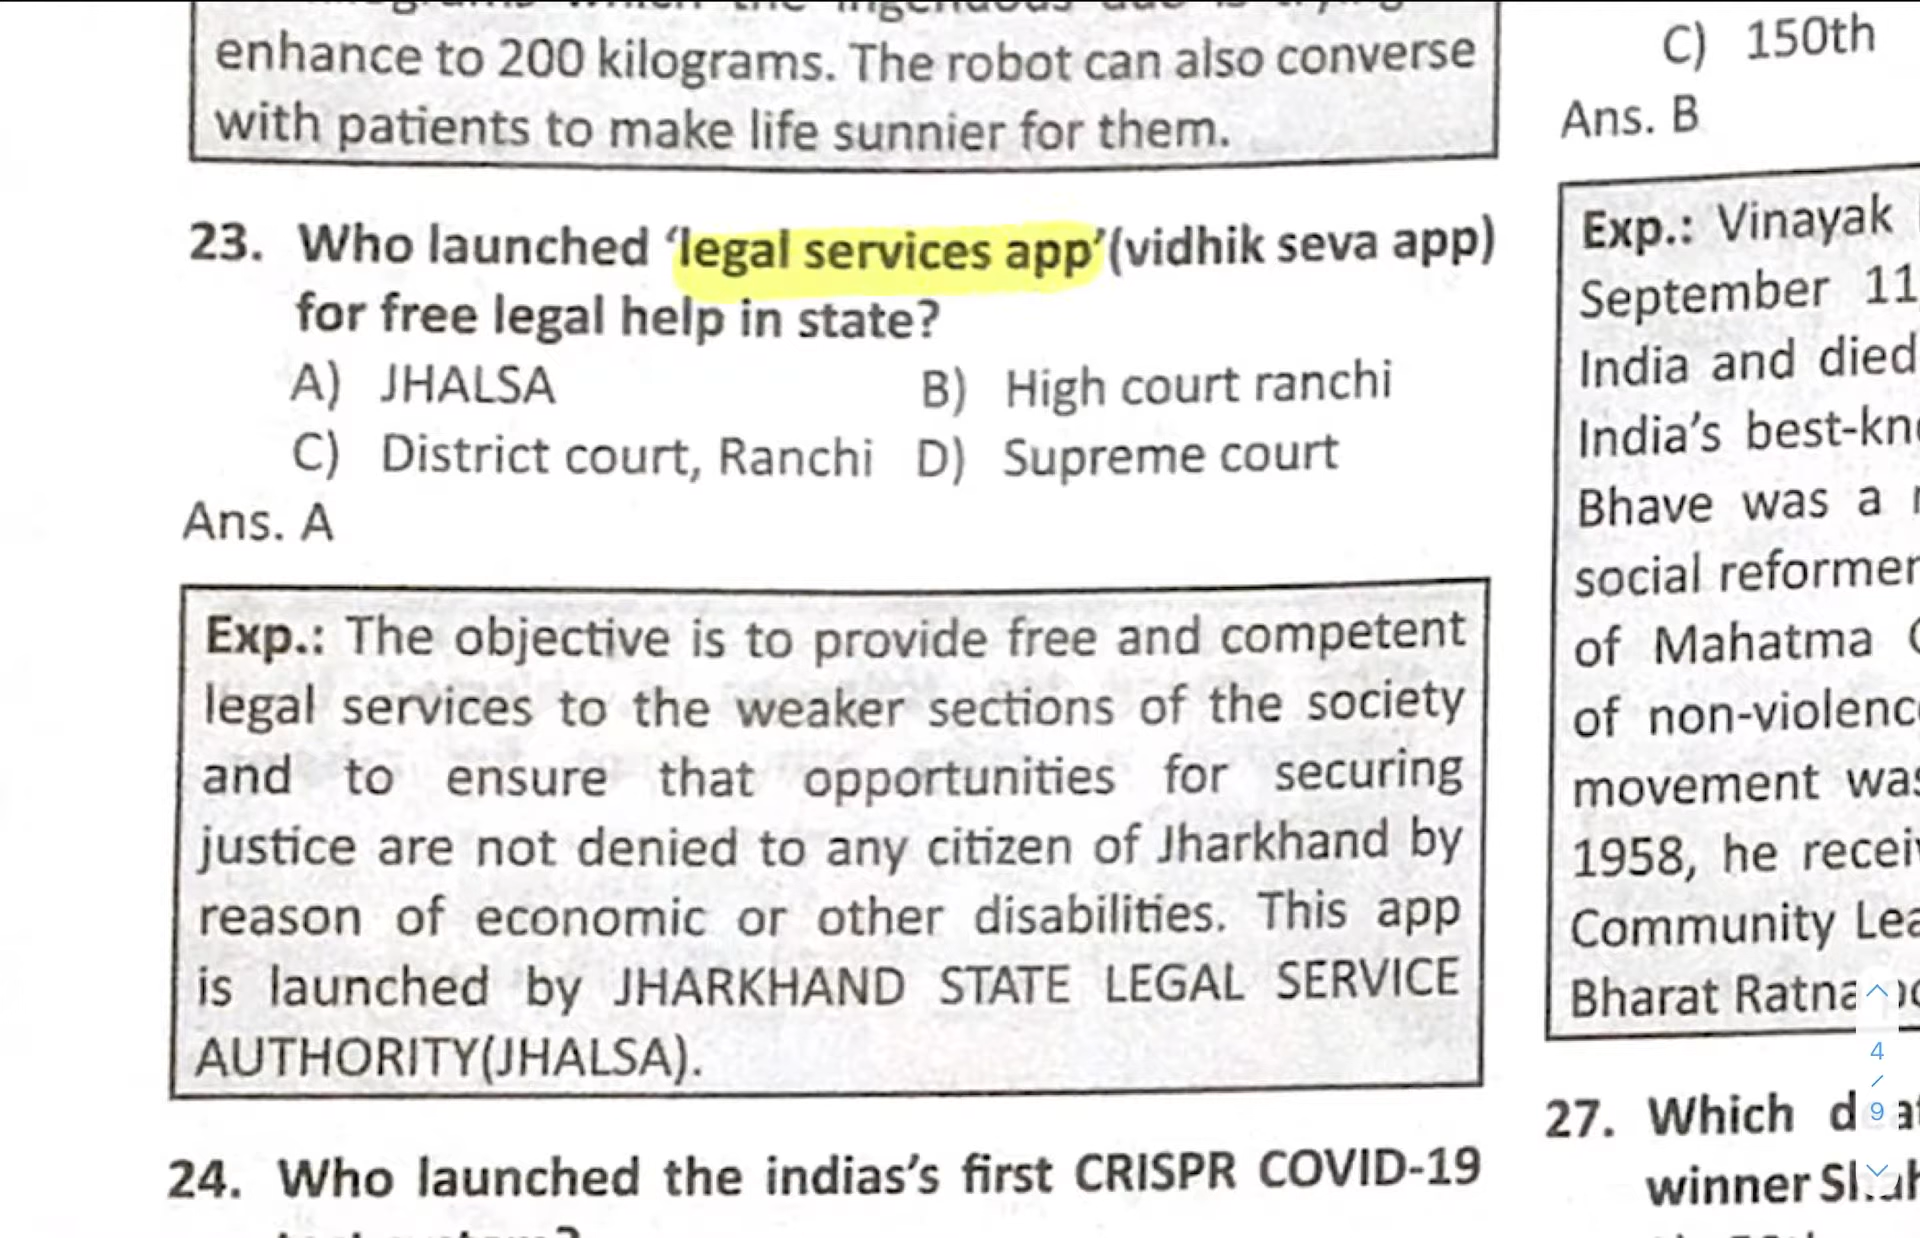 enhance to 200 kilograms. The robot can also converse
with patients to make life sunnier for them.
23. Who launched ‘legal services app’(vidhik seva app)
for free legal help in state?
A) JHALSA B) High court ranchi
C) District court, Ranchi D) Supreme court
Ans. A
Exp.: The objective is to provide free and competent
legal services to the weaker sections of the society
and to ensure that opportunities for securing
justice are not denied to any citizen of Jharkhand by
reason of economic or other disabilities. This app
is launched by JHARKHAND STATE LEGAL SERVICE
AUTHORITY(JHALSA).
24. Who launched the indias’s first CRISPR COVID-19
C) 150th
Ans. B
Exp.: Vinayak
September 11
India and died
India’s best-kn
Bhave was a
social reformer
of Mahatma
of non-violenc
movement was
1958, he recei
Community Lea
Bharat Ratna
27. Which
winner
4
/
9